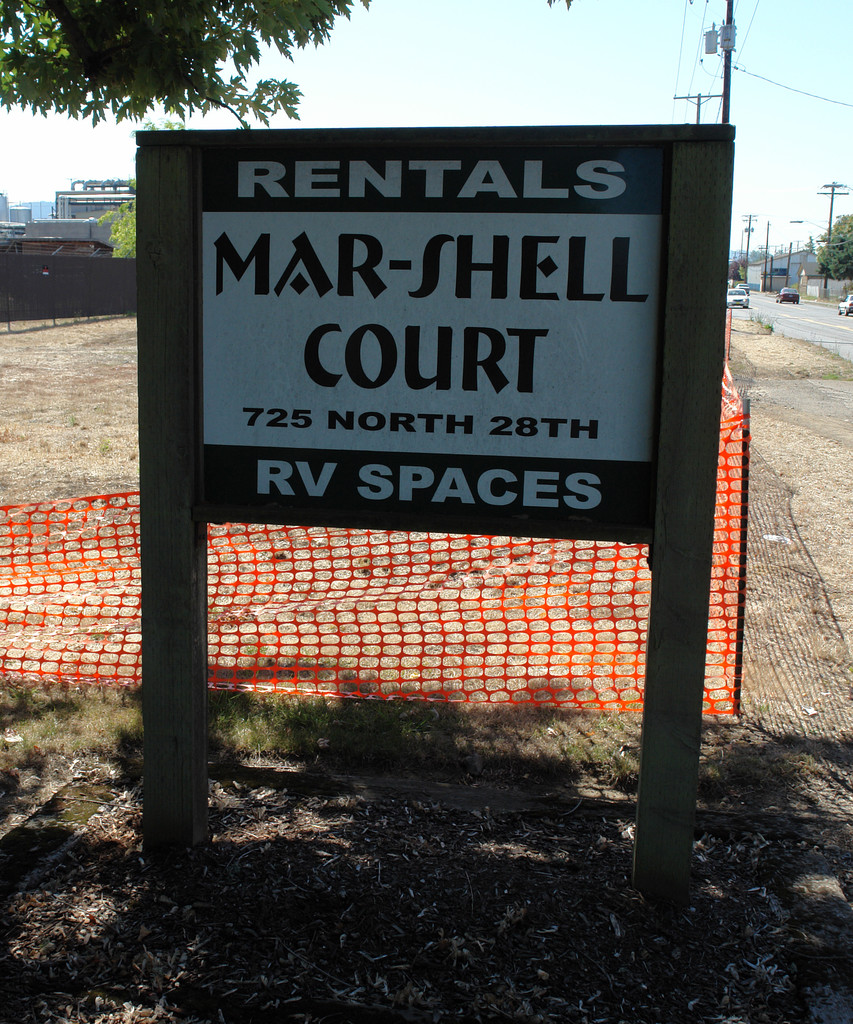 RENTALS
MAR-SHELL
COURT
725 NORTH 28TH
RV SPACES